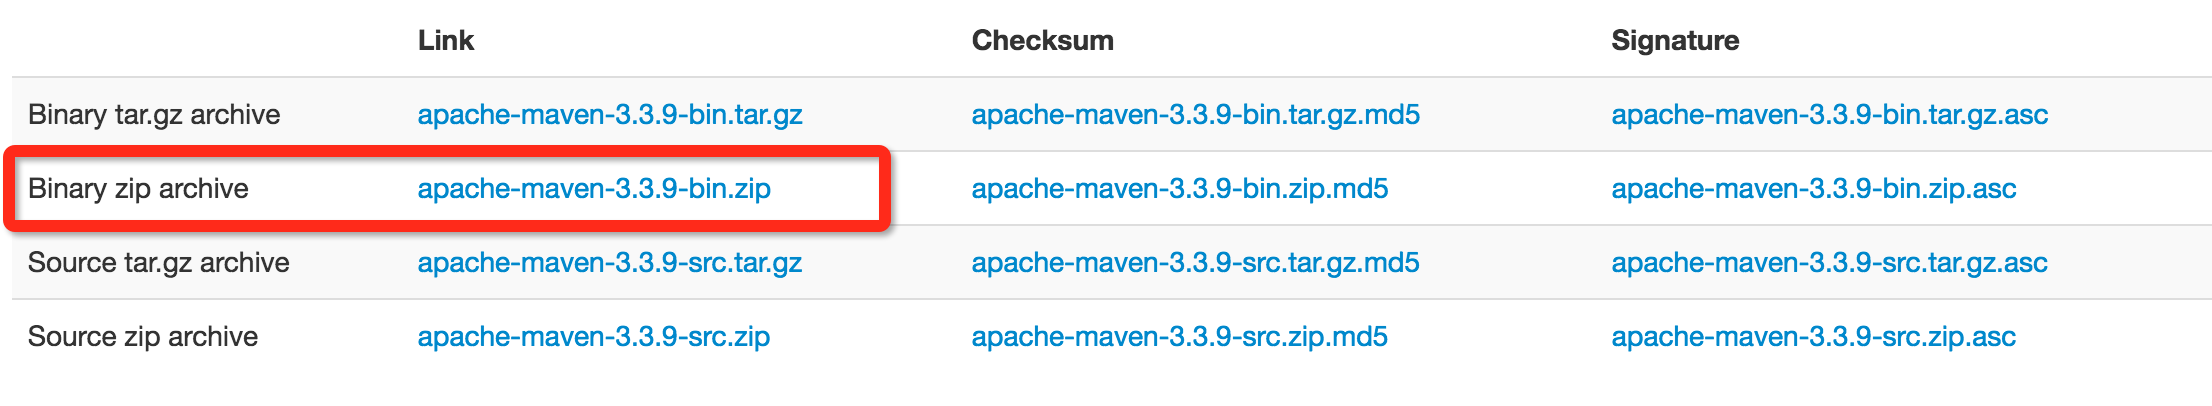 Link Checksum Signature
Binary tar.gz archive apache-maven-3.3.9-bin.tar.gz apache-maven-3.3.9-bin.tar.gz.md5 apache-maven-3.3.9-bin.tar.gz.asc
Binary zip archive apache-maven-3.3.9-bin.zip apache-maven-3.3.9-bin.zip.md5 apache-maven-3.3.9-bin.zip.asc
Source tar.gz archive apache-maven-3.3.9-src.tar.gz apache-maven-3.3.9-src.tar.gz.md5 apache-maven-3.3.9-src.tar.gz.asc
Source zip archive apache-maven-3.3.9-src.zip apache-maven-3.3.9-src.zip.md5 apache-maven-3.3.9-src.zip.asc